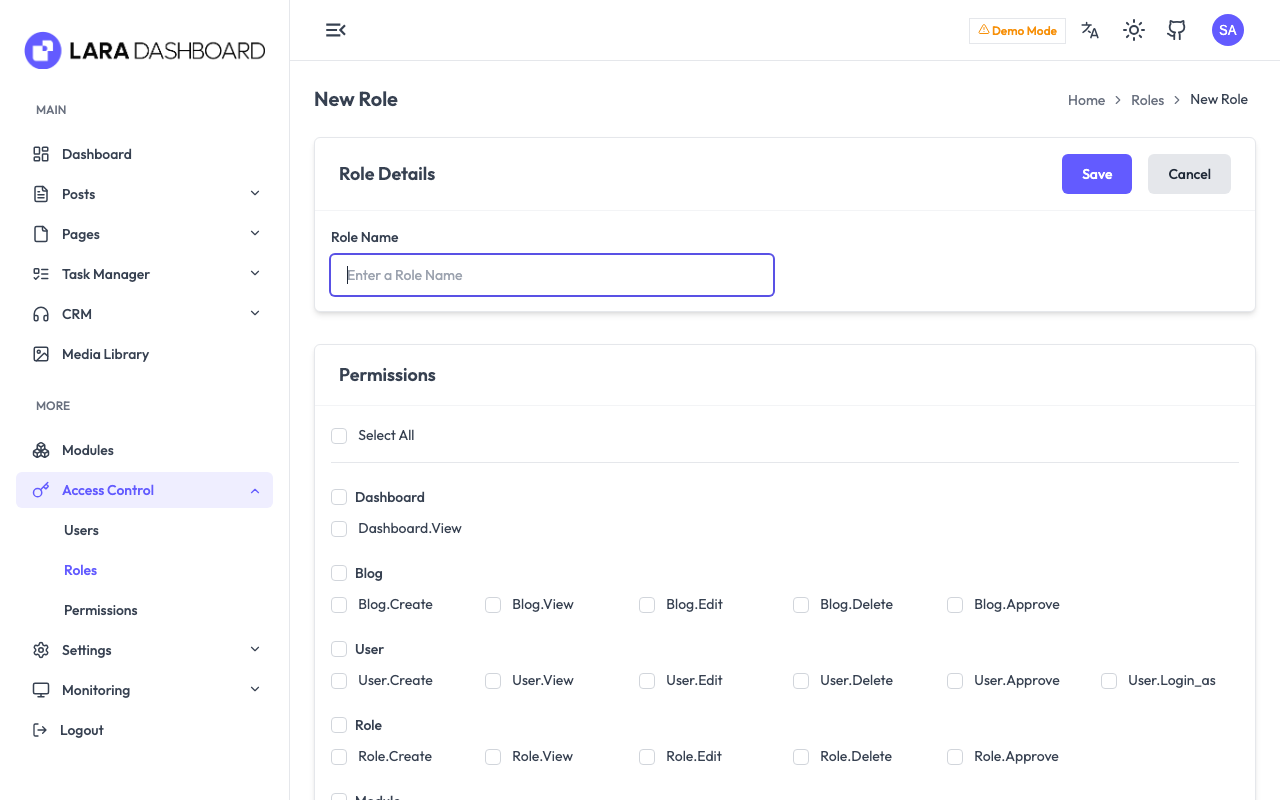 LARA DASHBOARD
MAIN
Dashboard
Posts
Pages
Task Manager
CRM
Media Library
MORE
Modules
Access Control
Users
Roles
Permissions
Settings
Monitoring
Logout
Demo Mode
SA
New Role
Home > Roles > New Role
Role Details
Save
Cancel
Role Name
Enter a Role Name
Permissions
Select All
Dashboard
Dashboard.View
Blog
Blog.Create Blog.View Blog.Edit Blog.Delete Blog.Approve
User
User.Create User.View User.Edit User.Delete User.Approve User.Login_as
Role
Role.Create Role.View Role.Edit Role.Delete Role.Approve
Module